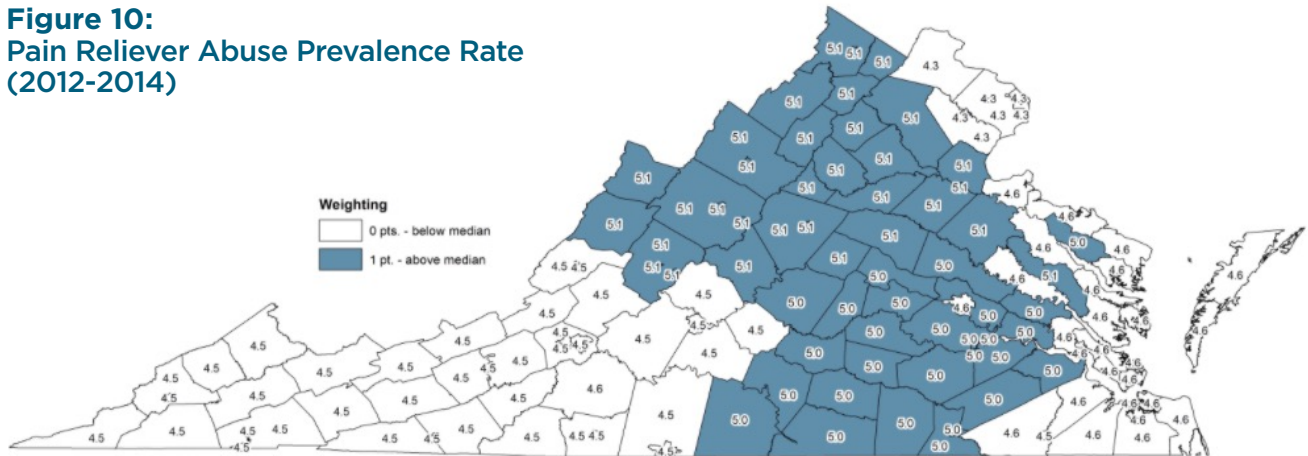 Figure 10:
Pain Reliever Abuse Prevalence Rate
(2012-2014)
Weighting
0 pts. - below median
1 pt. - above median
5.1 5.1 5.1
4.3
5.1 5.1 5.1 4.3 4.3
4.3 4.3 4.3
5.1 5.1 5.1 4.3
5.1 5.1 5.1 5.1
5.1 5.1 5.1
5.1 5.1 4.6
5.1 5.1 5.1 5.1 5.1 5.1 4.6
5.1 5.1 5.1 5.1 4.6 5.0 4.6
4.5 4.5 5.1 5.1 5.1 5.1 5.0 5.0 4.6 5.1 4.6 4.6
4.5 4.5 5.0 5.0 5.0 4.6 5.0 5.0 4.6 4.6
4.5 4.5 4.5 4.5 5.0 5.0 5.0 4.6 4.6
4.5 4.5 4.5 4.5 4.5 4.5 5.0 5.0 5.0 5.0 4.6 4.6
4.5 4.5 4.5 4.5 4.5 4.5 4.5 5.0 5.0 5.0 5.0 5.0 4.6 4.6
4.5 4.5 4.5 4.6 4.5 5.0 5.0 5.0 5.0 4.6 4.6 4.6
4.5 4.5 4.5 4.5 4.5 4.5 4.5 5.0 5.0 5.0 4.6 4.5 4.6 4.6
4.5 4.5 5.0